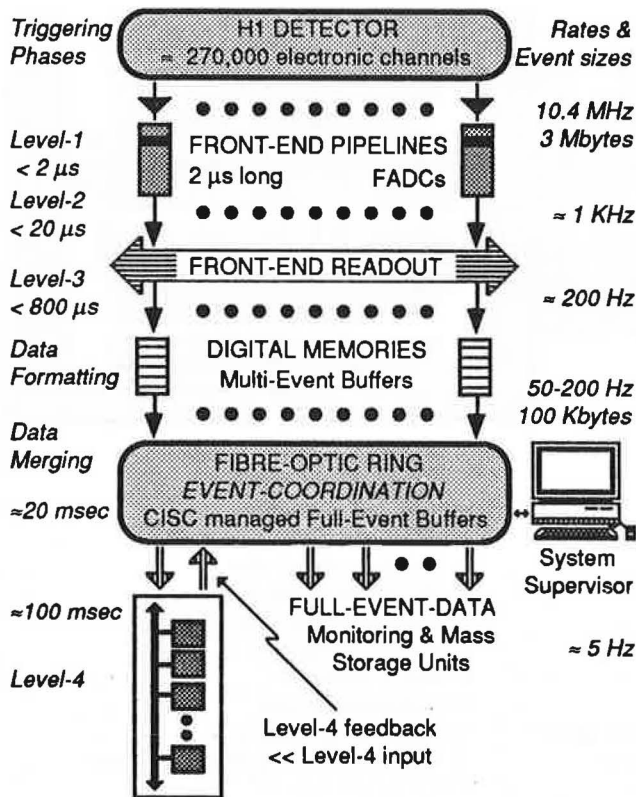 Triggering
Phases
H1 DETECTOR
≈ 270,000 electronic channels
Rates &
Event sizes
10.4 MHz
3 Mbytes
Level-1
< 2 µs
FRONT-END PIPELINES
2 µs long FADCs
Level-2
< 20 µs
≈ 1 KHz
FRONT-END READOUT
Level-3
< 800 µs
≈ 200 Hz
Data
Formatting
DIGITAL MEMORIES
Multi-Event Buffers
50-200 Hz
100 Kbytes
Data
Merging
≈20 msec
FIBRE-OPTIC RING
EVENT-COORDINATION
CISC managed Full-Event Buffers
System
Supervisor
≈100 msec
FULL-EVENT-DATA
Monitoring & Mass
Storage Units
≈ 5 Hz
Level-4
Level-4 feedback
<< Level-4 input